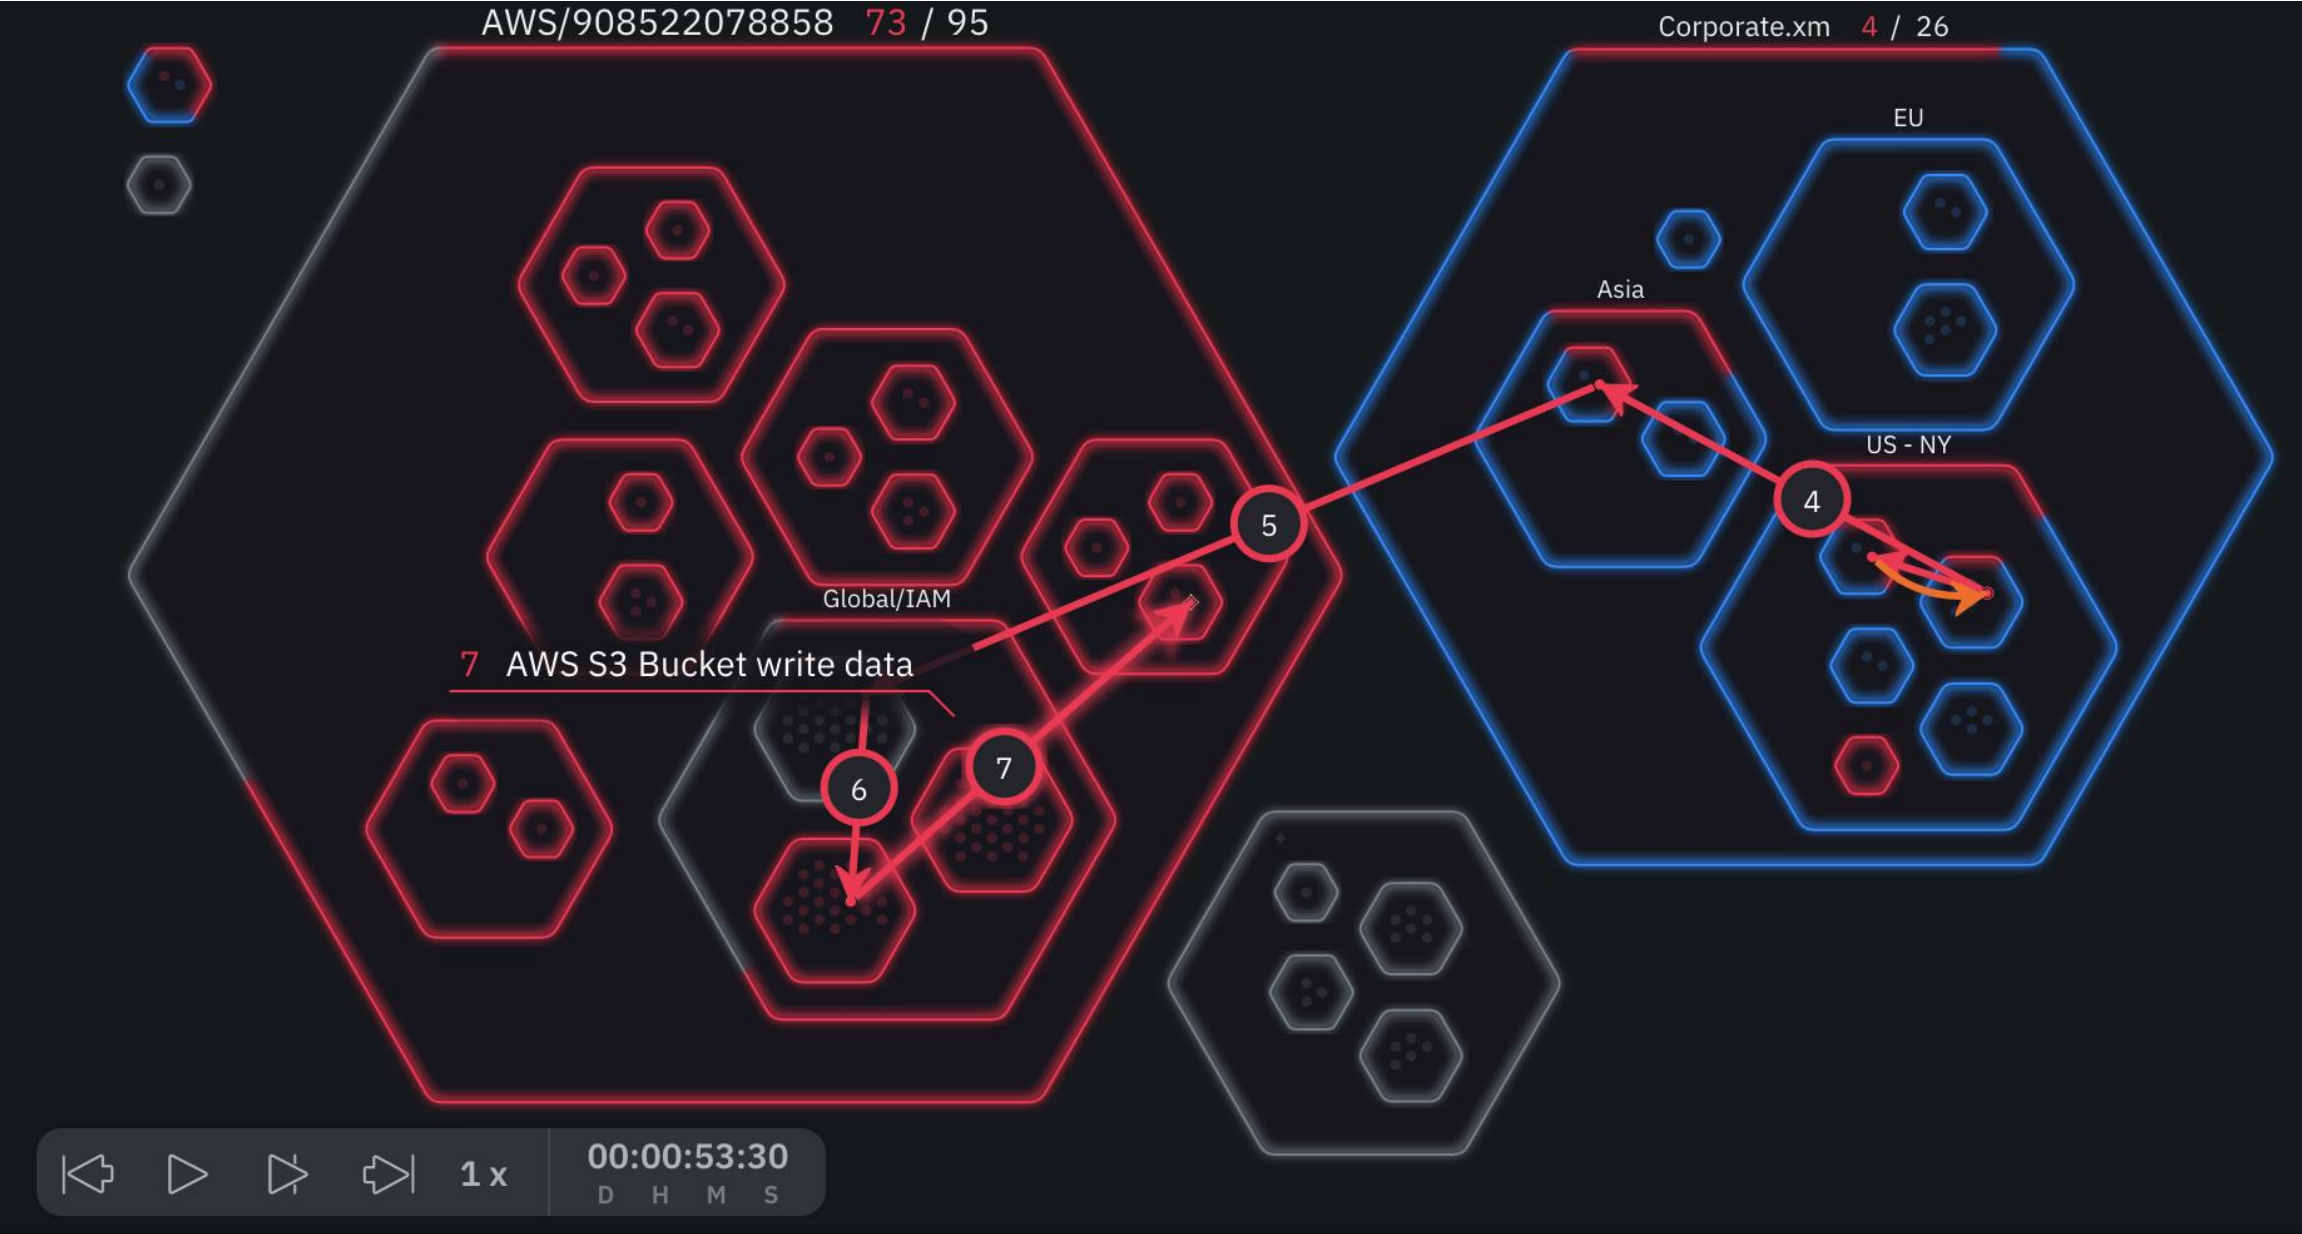 AWS/908522078858 73 / 95
Corporate.xm 4 / 26
EU
Asia
US - NY
4
5
Global/IAM
7 AWS S3 Bucket write data
7
6
1 x
00:00:53:30
D H M S